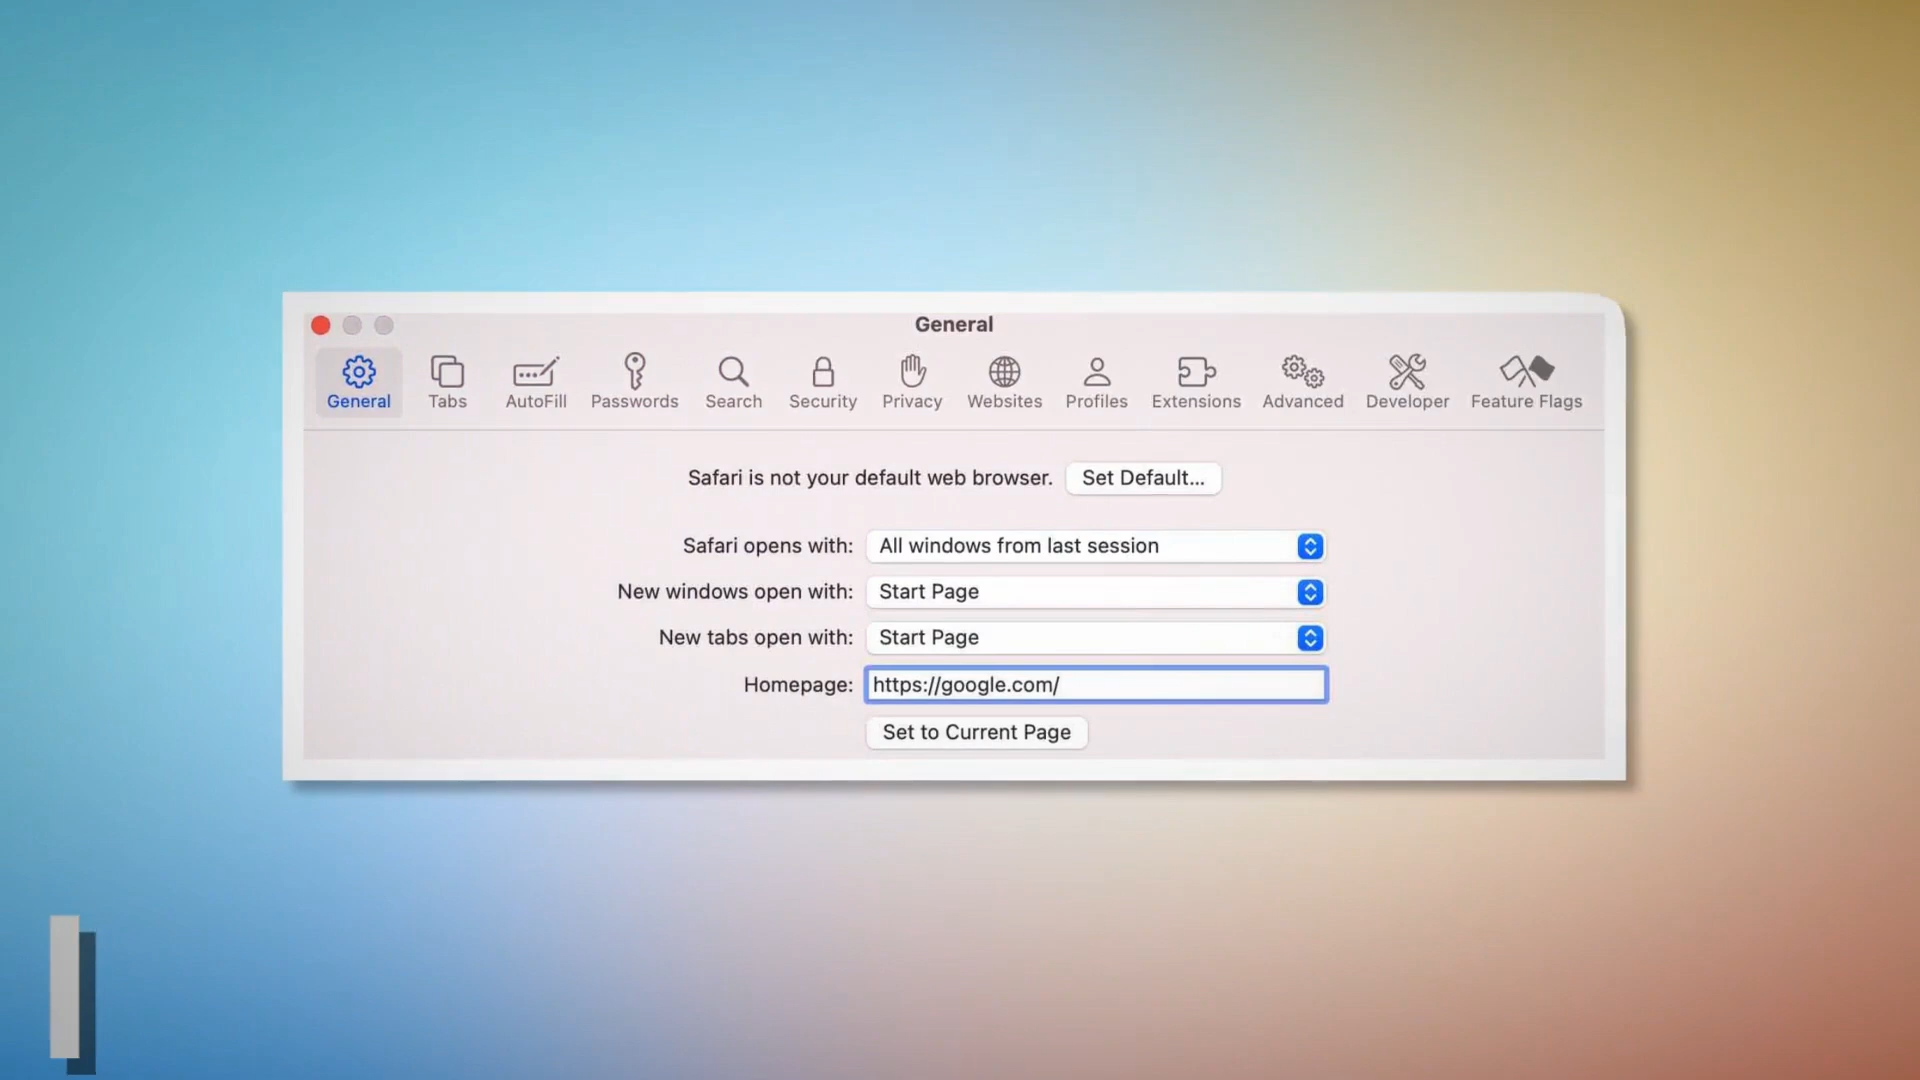 General
General Tabs AutoFill Passwords Search Security Privacy Websites Profiles Extensions Advanced Developer Feature Flags
Safari is not your default web browser. Set Default...
Safari opens with: All windows from last session
New windows open with: Start Page
New tabs open with: Start Page
Homepage: https://google.com/
Set to Current Page